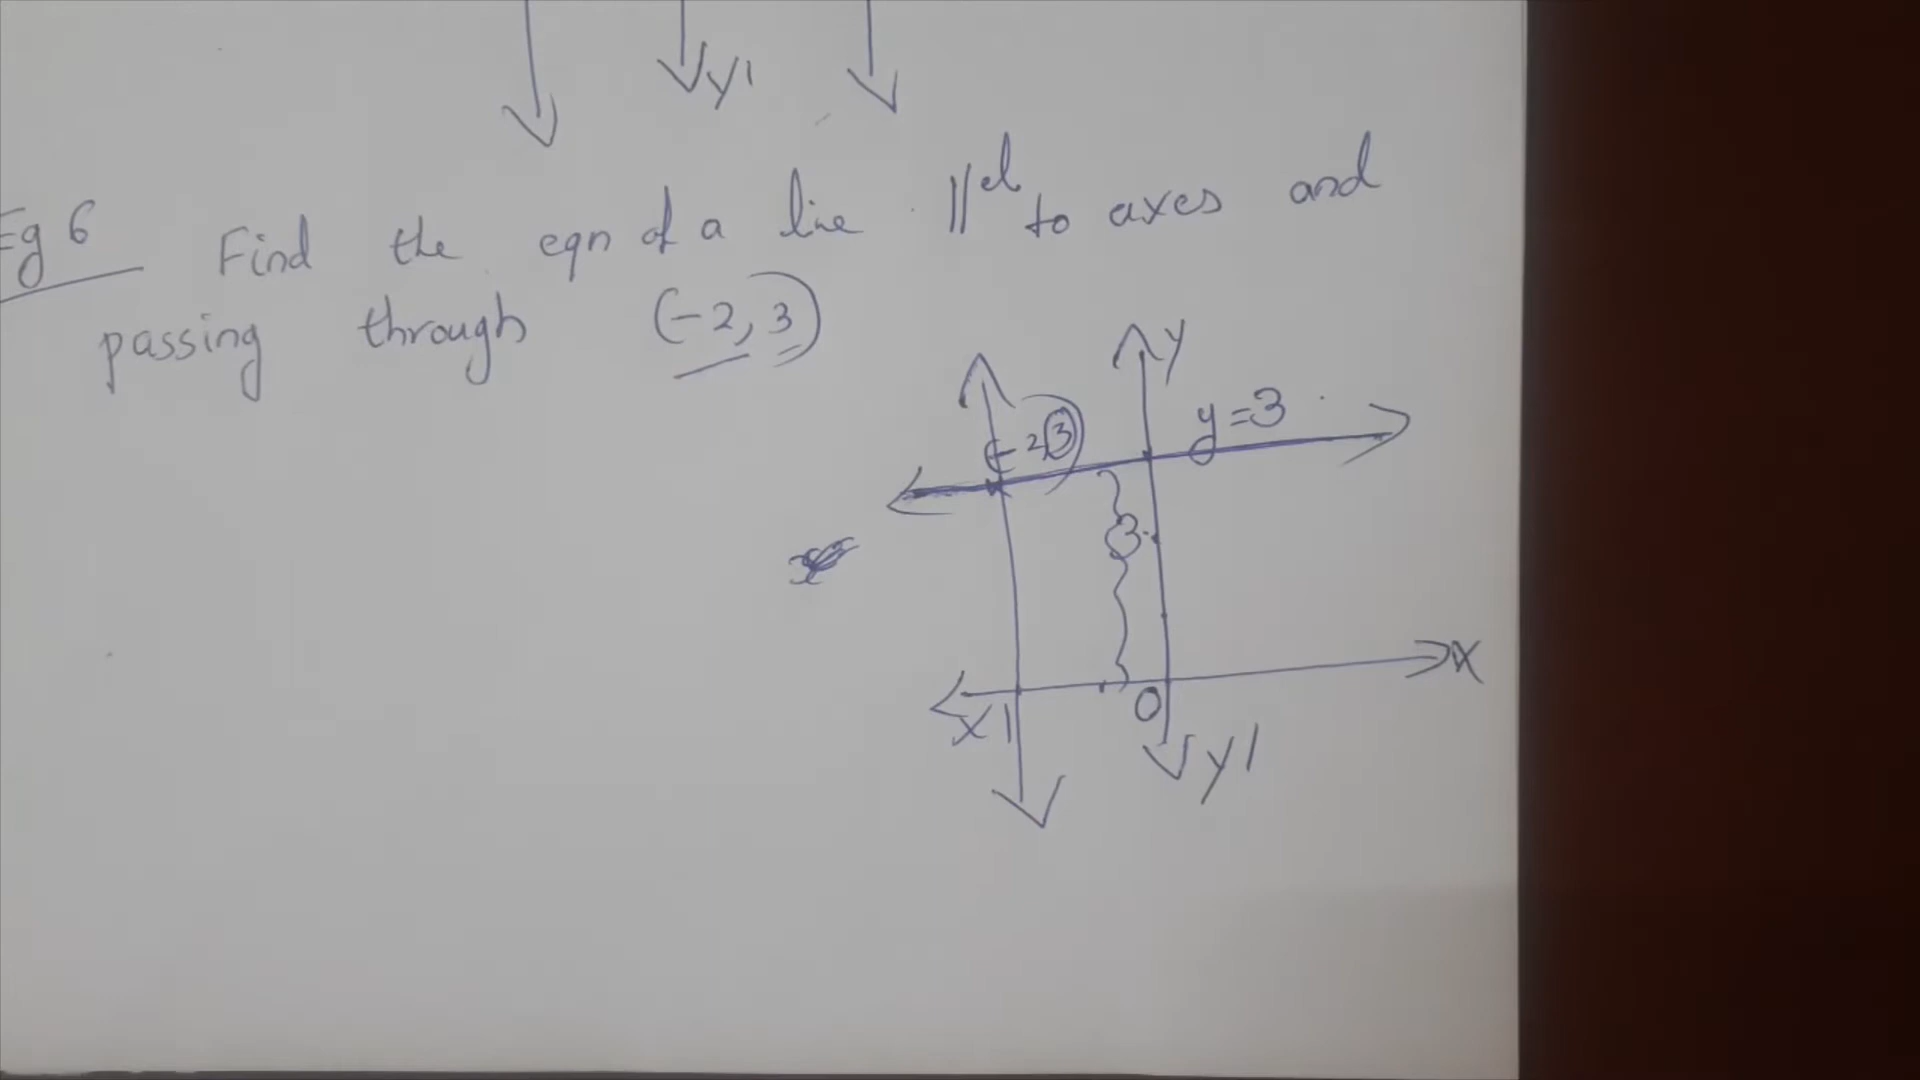 Y'
Eg 6 Find the eqn of a line ||el to axes and
passing through (-2, 3)
Y
y=3
(-2,3)
3
X
O
X'
Y'